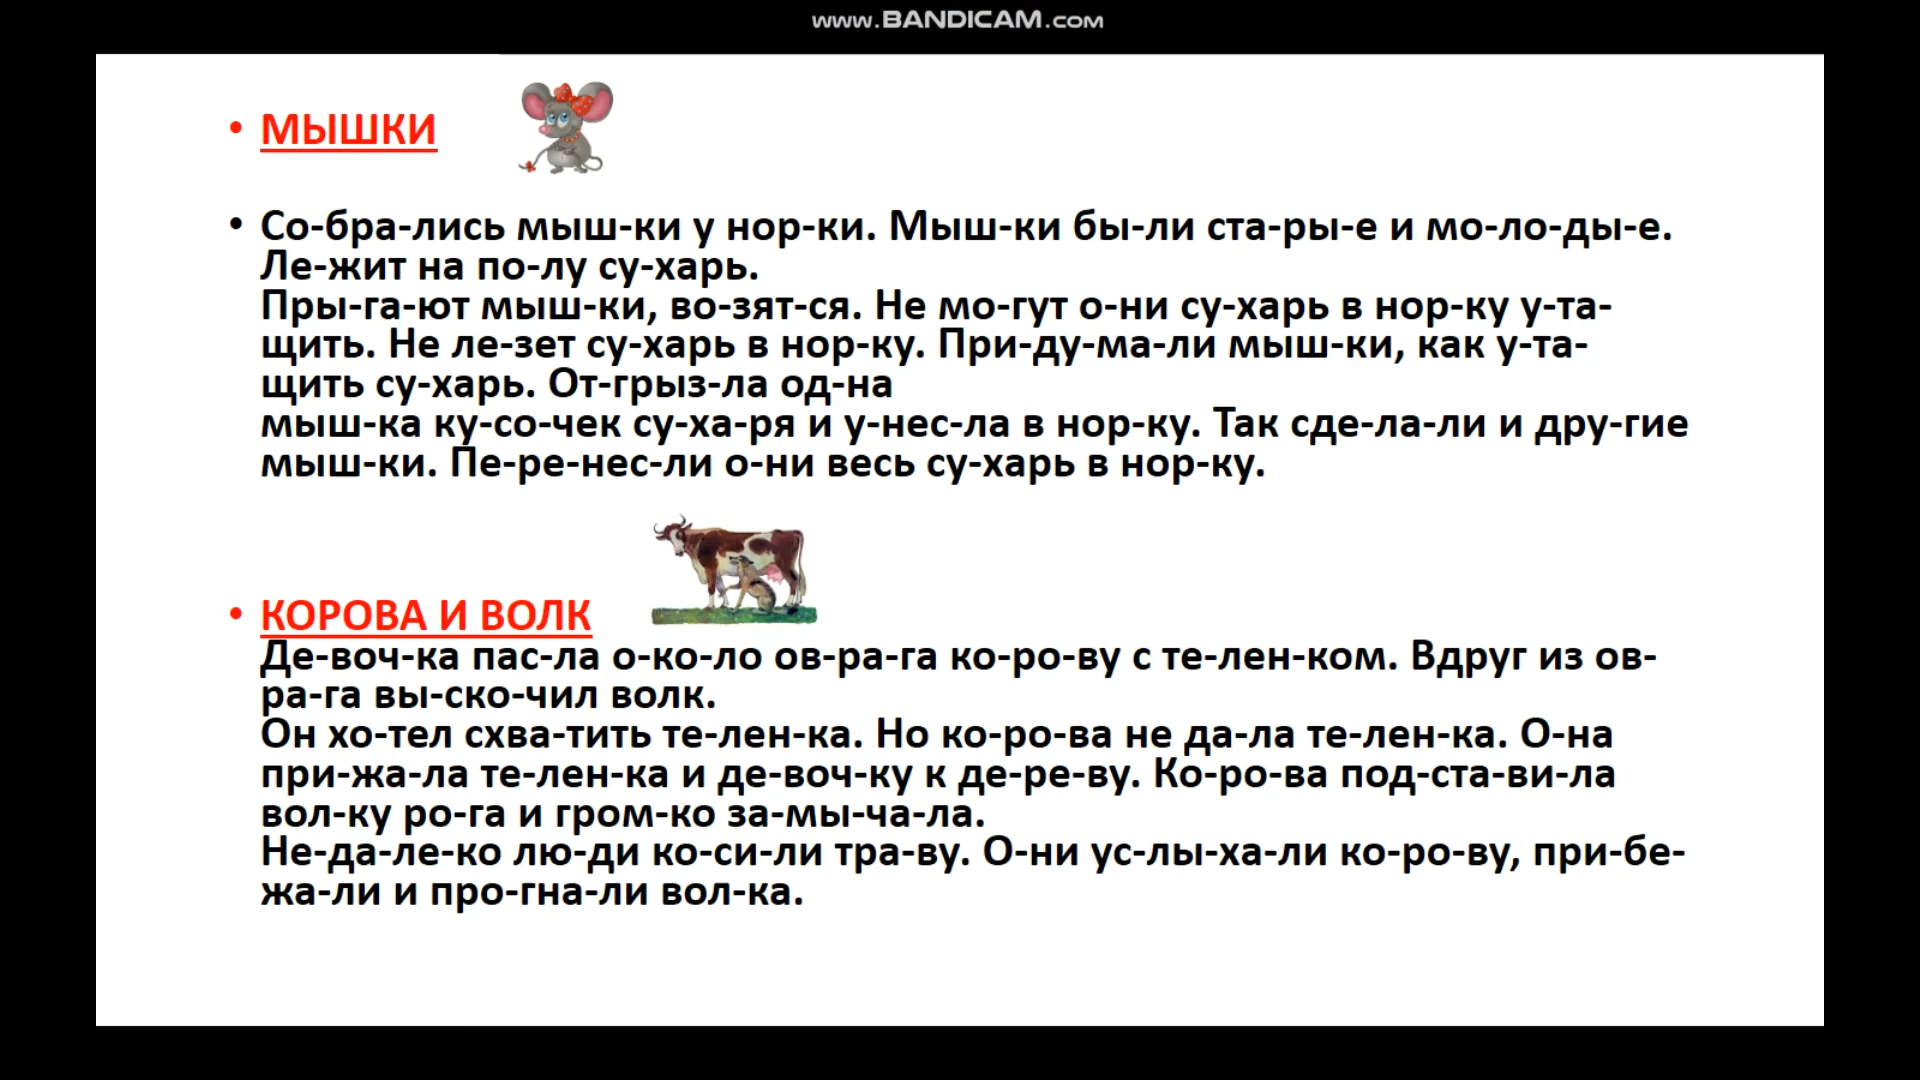 www.BANDICAM.com
• МЫШКИ
• Со-бра-лись мыш-ки у нор-ки. Мыш-ки бы-ли ста-ры-е и мо-ло-ды-е.
Ле-жит на по-лу су-харь.
Пры-га-ют мыш-ки, во-зят-ся. Не мо-гут о-ни су-харь в нор-ку у-та-
щить. Не ле-зет су-харь в нор-ку. При-ду-ма-ли мыш-ки, как у-та-
щить су-харь. От-грыз-ла од-на
мыш-ка ку-со-чек су-ха-ря и у-нес-ла в нор-ку. Так сде-ла-ли и дру-гие
мыш-ки. Пе-ре-нес-ли о-ни весь су-харь в нор-ку.
• КОРОВА И ВОЛК
Де-воч-ка пас-ла о-ко-ло ов-ра-га ко-ро-ву с те-лен-ком. Вдруг из ов-
ра-га вы-ско-чил волк.
Он хо-тел схва-тить те-лен-ка. Но ко-ро-ва не да-ла те-лен-ка. О-на
при-жа-ла те-лен-ка и де-воч-ку к де-ре-ву. Ко-ро-ва под-ста-ви-ла
вол-ку ро-га и гром-ко за-мы-ча-ла.
Не-да-ле-ко лю-ди ко-си-ли тра-ву. О-ни ус-лы-ха-ли ко-ро-ву, при-бе-
жа-ли и про-гна-ли вол-ка.